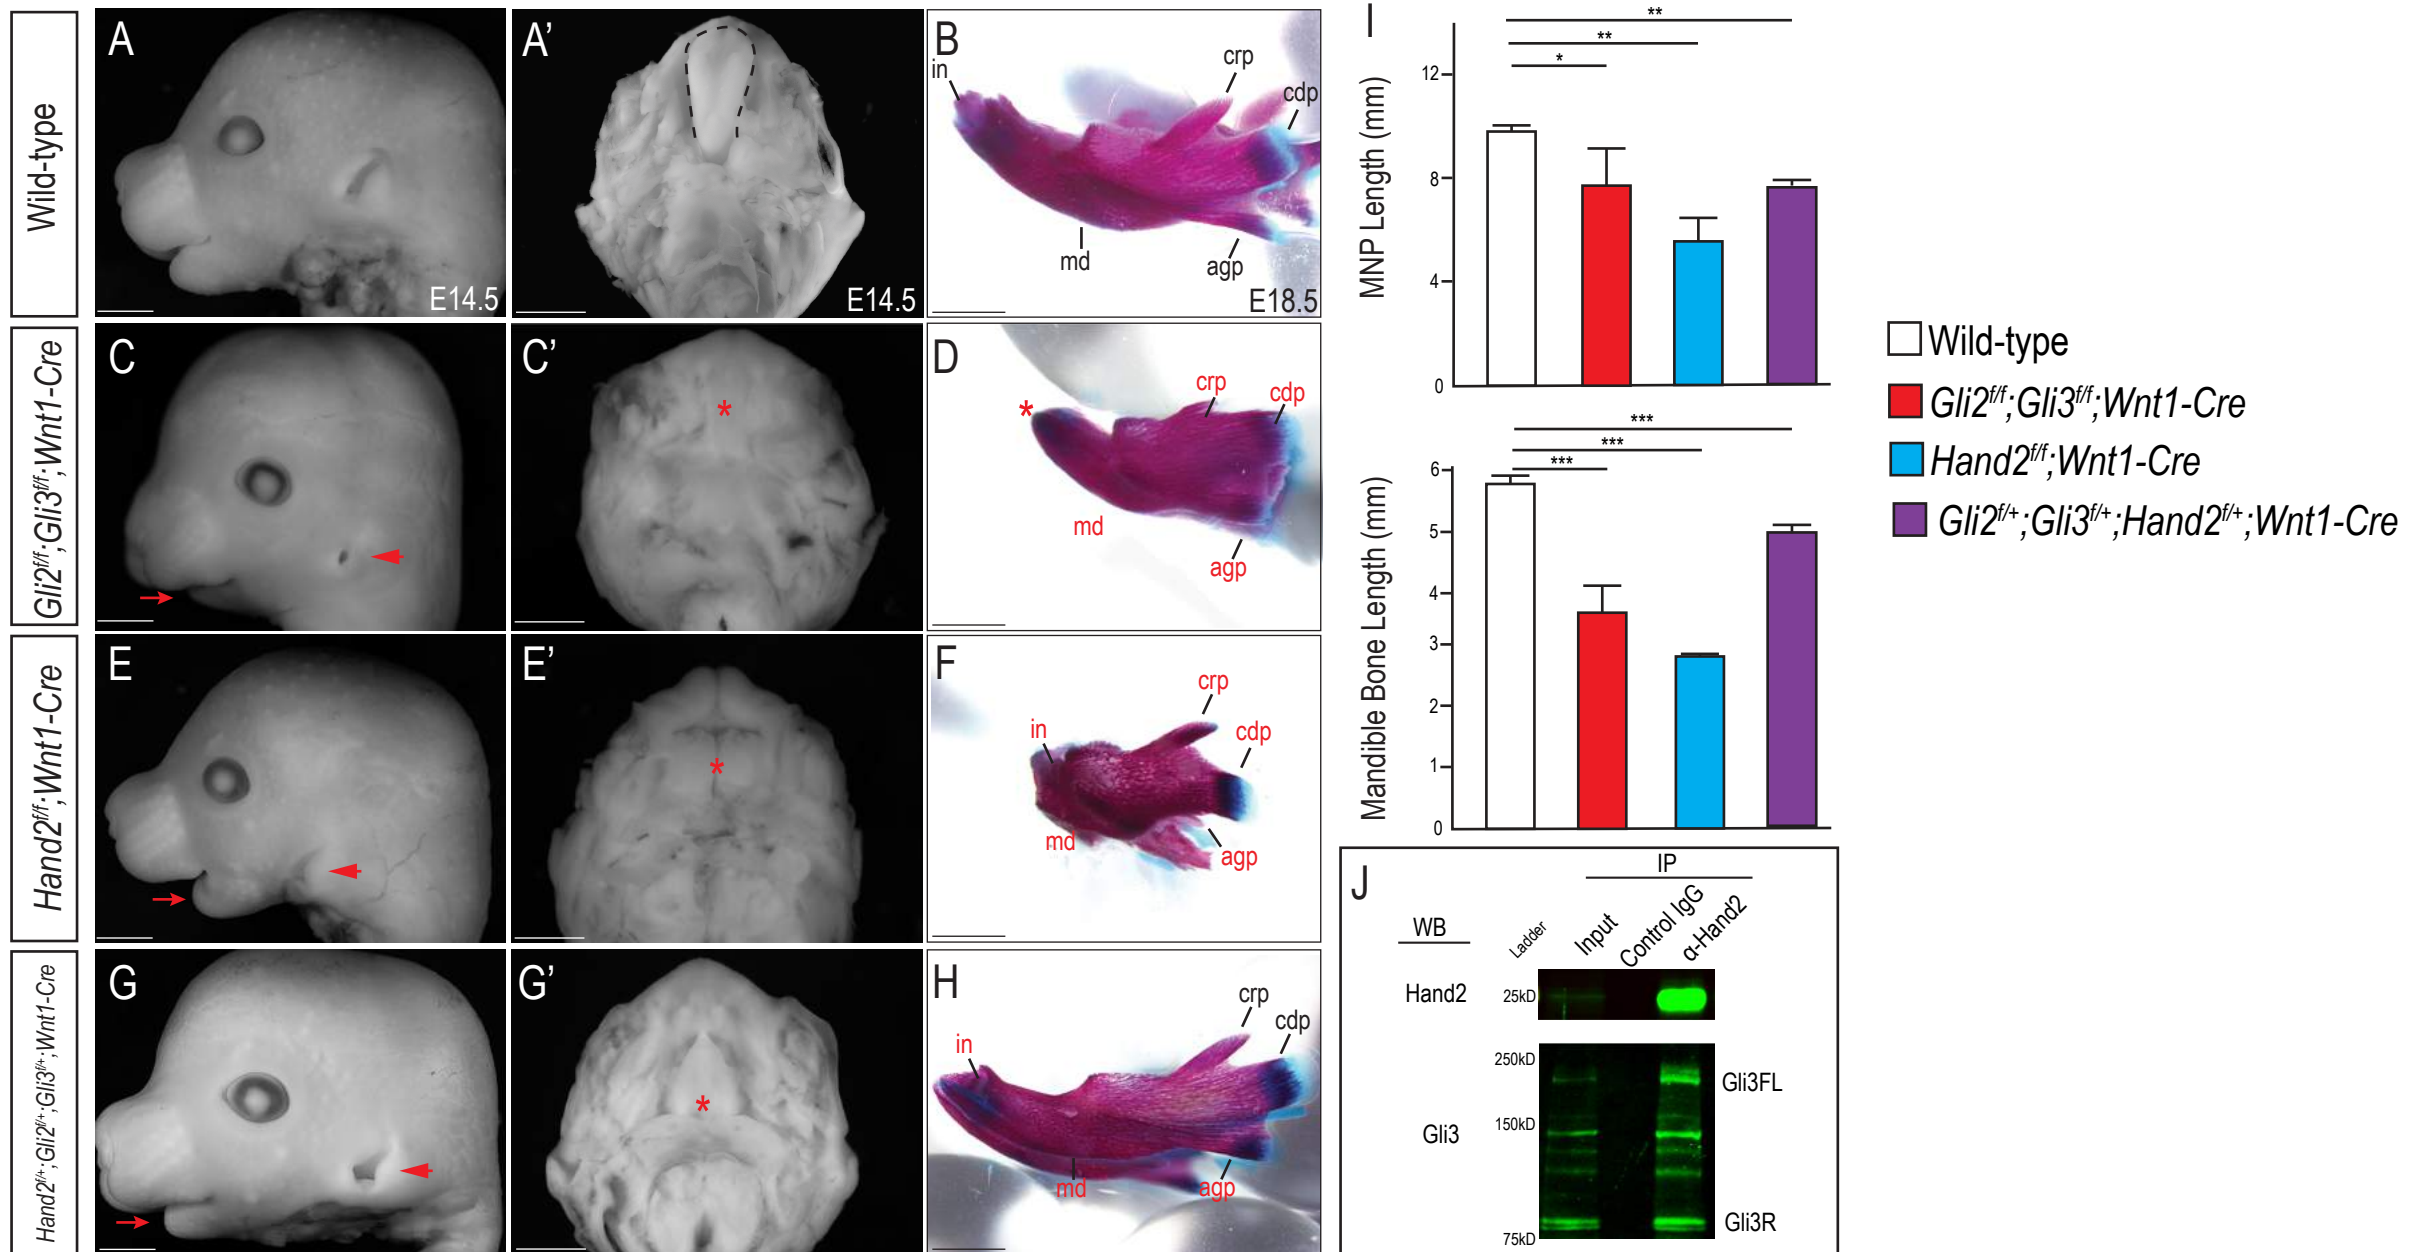 Wild-type
A
E14.5
A'
E14.5
B
in
crp
cdp
md
agp
E18.5
Gli2f/f;Gli3f/f;Wnt1-Cre
C
C'
*
D
*
crp
cdp
md
agp
Hand2f/f;Wnt1-Cre
E
E'
*
F
in
crp
cdp
md
agp
Hand2f/+;Gli2f/+;Gli3f/+;Wnt1-Cre
G
G'
*
H
in
crp
cdp
md
agp
I
**
**
*
MNP Length (mm)
12
8
4
0
***
***
***
Mandible Bone Length (mm)
6
5
4
3
2
1
0
Wild-type
Gli2f/f;Gli3f/f;Wnt1-Cre
Hand2f/f;Wnt1-Cre
Gli2f/+;Gli3f/+;Hand2f/+;Wnt1-Cre
J
IP
WB
Ladder
Input
Control IgG
α-Hand2
Hand2
25kD
250kD
Gli3FL
150kD
Gli3
Gli3R
75kD